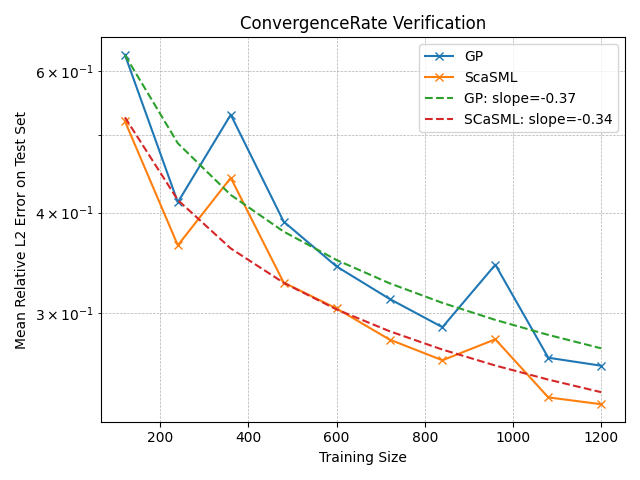 ConvergenceRate Verification
GP
ScaSML
GP: slope=-0.37
SCaSML: slope=-0.34
Mean Relative L2 Error on Test Set
6 × 10⁻¹
4 × 10⁻¹
3 × 10⁻¹
200 400 600 800 1000 1200
Training Size